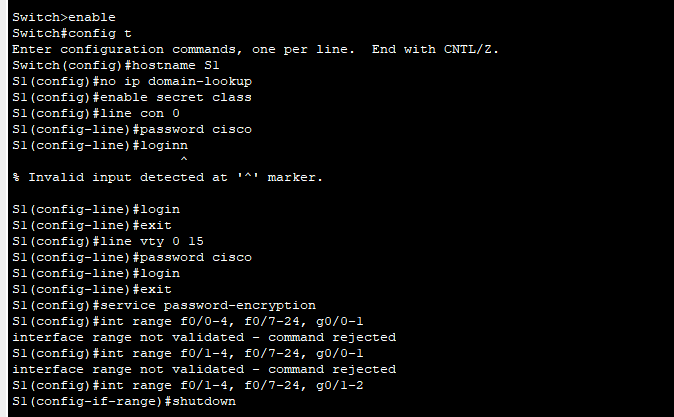 Switch>enable
Switch#config t
Enter configuration commands, one per line.  End with CNTL/Z.
Switch(config)#hostname S1
S1(config)#no ip domain-lookup
S1(config)#enable secret class
S1(config)#line con 0
S1(config-line)#password cisco
S1(config-line)#loginn
                      ^
% Invalid input detected at '^' marker.

S1(config-line)#login
S1(config-line)#exit
S1(config)#line vty 0 15
S1(config-line)#password cisco
S1(config-line)#login
S1(config-line)#exit
S1(config)#service password-encryption
S1(config)#int range f0/0-4, f0/7-24, g0/0-1
interface range not validated - command rejected
S1(config)#int range f0/1-4, f0/7-24, g0/0-1
interface range not validated - command rejected
S1(config)#int range f0/1-4, f0/7-24, g0/1-2
S1(config-if-range)#shutdown